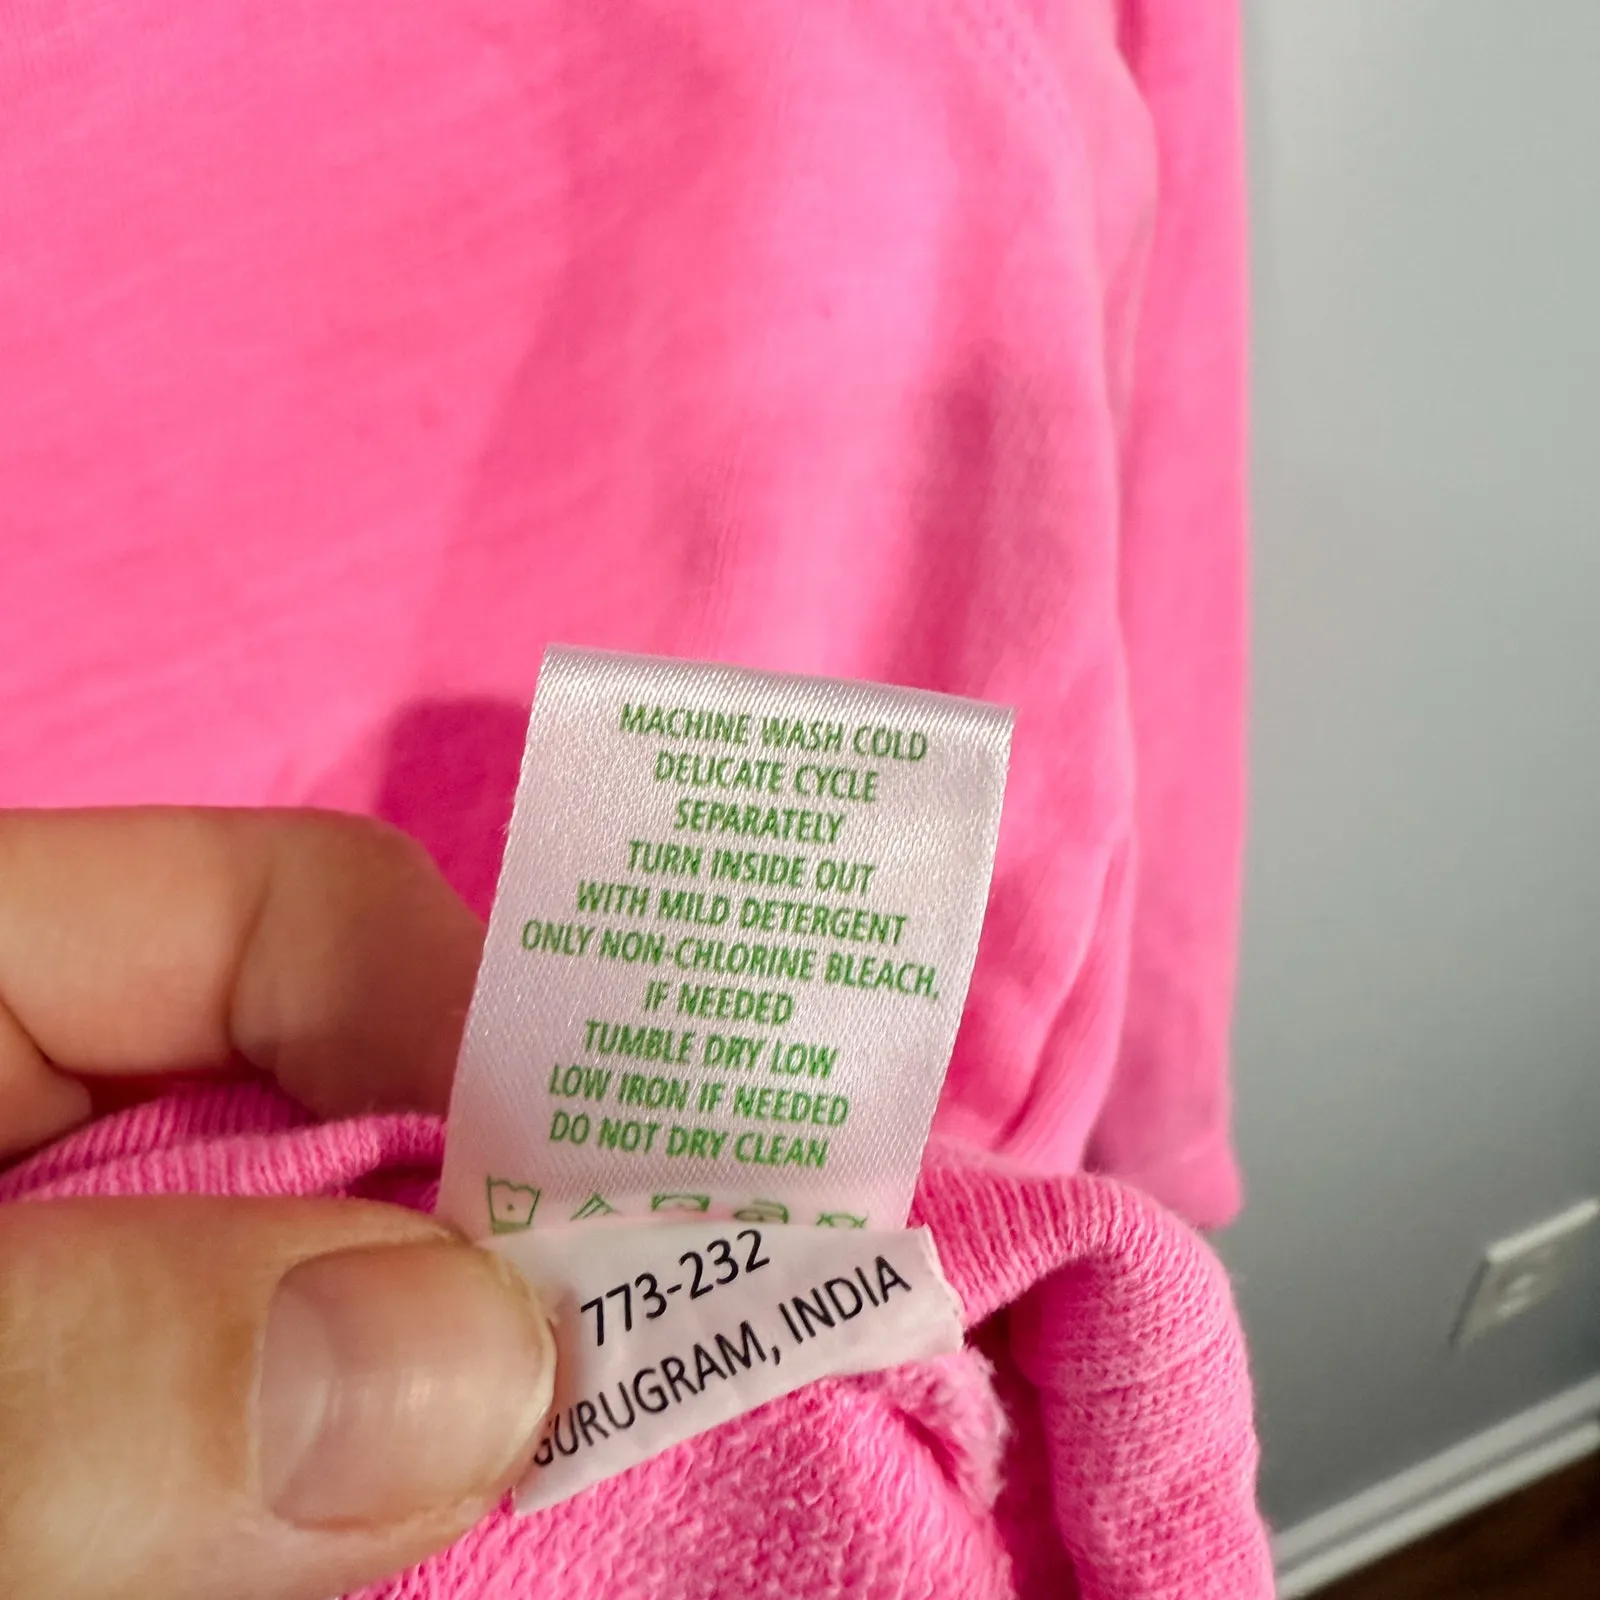 MACHINE WASH COLD
DELICATE CYCLE
SEPARATELY
TURN INSIDE OUT
WITH MILD DETERGENT
ONLY NON-CHLORINE BLEACH,
IF NEEDED
TUMBLE DRY LOW
LOW IRON IF NEEDED
DO NOT DRY CLEAN
773-232
GURUGRAM, INDIA